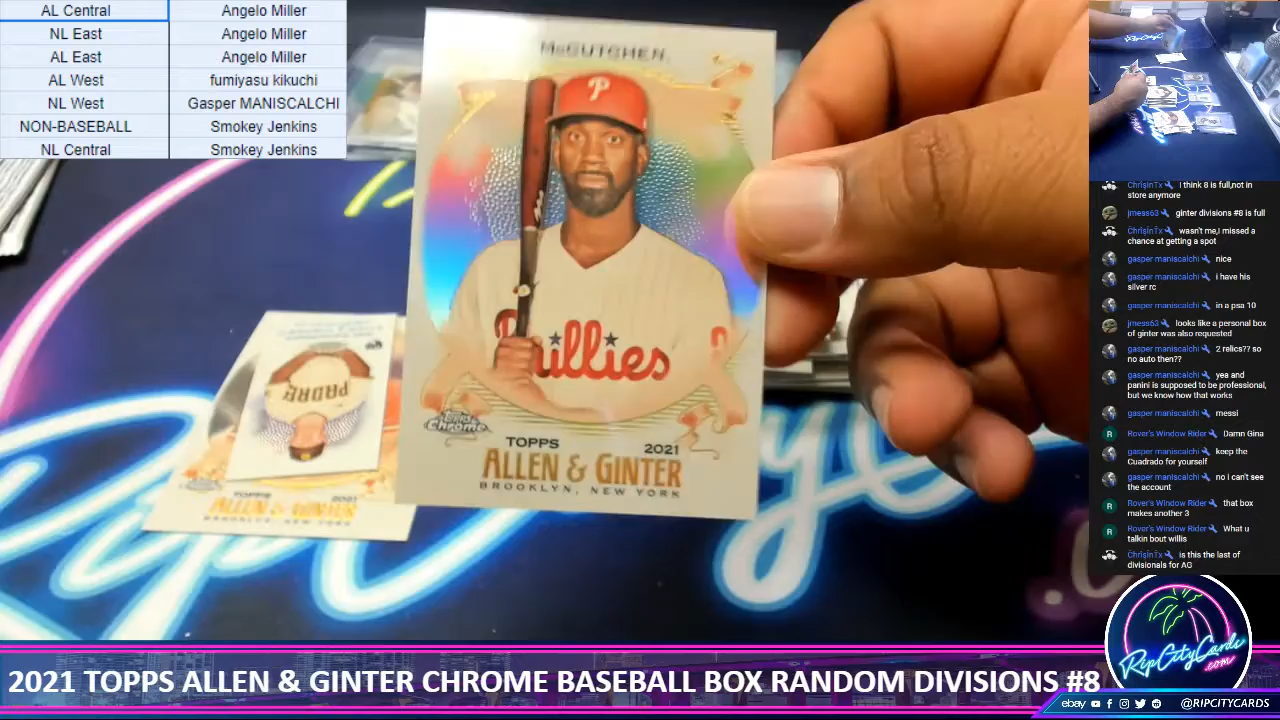 AL Central Angelo Miller
NL East Angelo Miller
AL East Angelo Miller
AL West fumiyasu kikuchi
NL West Gasper MANISCALCHI
NON-BASEBALL Smokey Jenkins
NL Central Smokey Jenkins
McCUTCHEN
P
Phillies
Topps
Chrome
TOPPS 2021
ALLEN & GINTER
BROOKLYN, NEW YORK
PADRE
TOPPS 2021
ALLEN & GINTER
BROOKLYN, NEW YORK
ChrisInTx I think 8 is full,not in
store anymore
jmess63 ginter divisions #8 is full
ChrisInTx wasn't me,I missed a
chance at getting a spot
gasper maniscalchi nice
gasper maniscalchi i have his
silver rc
gasper maniscalchi in a psa 10
jmess63 looks like a personal box
of ginter was also requested
gasper maniscalchi 2 relics?? so
no auto then??
gasper maniscalchi yea and
panini is supposed to be professional,
but we know how that works
gasper maniscalchi messi
R Rover's Window Rider Damn Gina
gasper maniscalchi keep the
Cuadrado for yourself
gasper maniscalchi no I can't see
the account
R Rover's Window Rider that box
makes another 3
R Rover's Window Rider What u
talkin bout willis
ChrisInTx is this the last of
divisionals for AG
RipCityCards
.com
2021 TOPPS ALLEN & GINTER CHROME BASEBALL BOX RANDOM DIVISIONS #8
ebay @RIPCITYCARDS